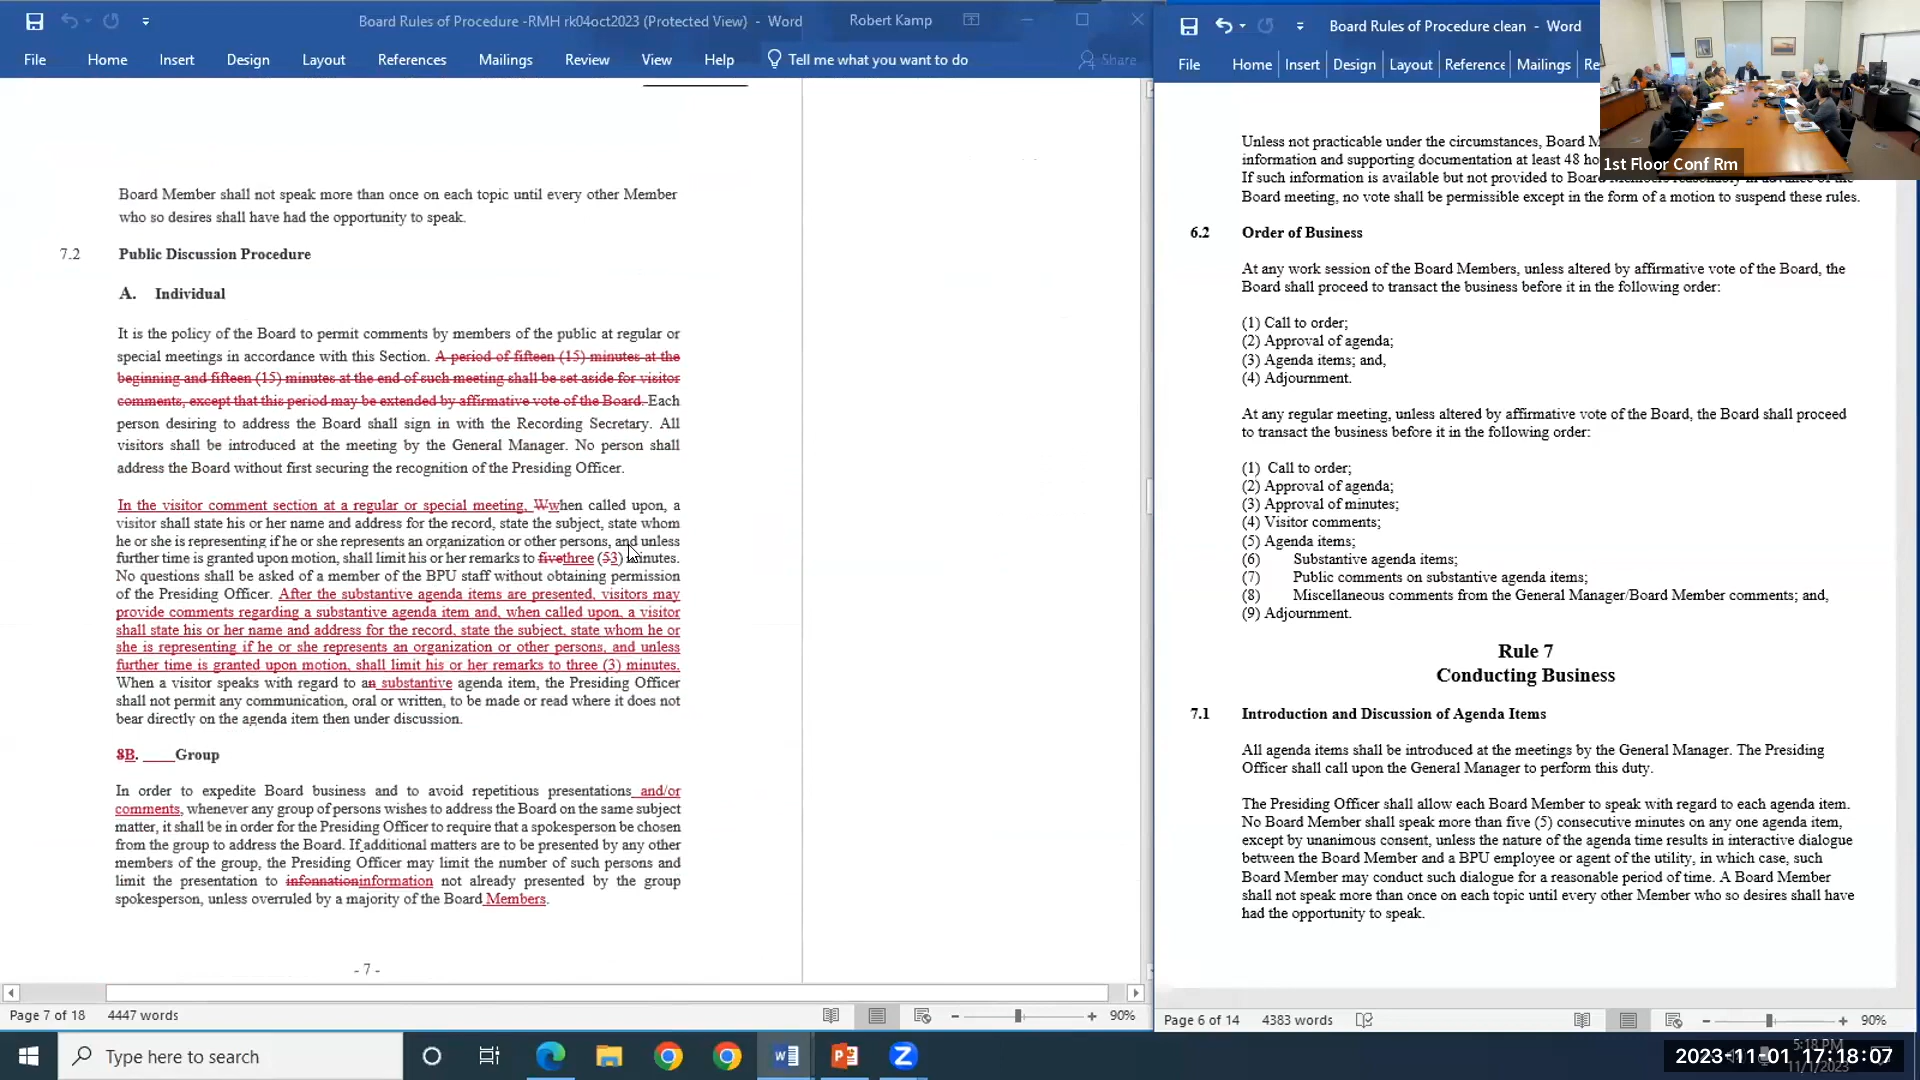 Board Rules of Procedure -RMH rk04oct2023 (Protected View) - Word
Robert Kamp
File Home Insert Design Layout References Mailings Review View Help Tell me what you want to do Share
Board Member shall not speak more than once on each topic until every other Member
who so desires shall have had the opportunity to speak.
7.2 Public Discussion Procedure
A. Individual
It is the policy of the Board to permit comments by members of the public at regular or
special meetings in accordance with this Section. A period of fifteen (15) minutes at the
beginning and fifteen (15) minutes at the end of such meeting shall be set aside for visitor
comments, except that this period may be extended by affirmative vote of the Board. Each
person desiring to address the Board shall sign in with the Recording Secretary. All
visitors shall be introduced at the meeting by the General Manager. No person shall
address the Board without first securing the recognition of the Presiding Officer.
In the visitor comment section at a regular or special meeting, Wwhen called upon, a
visitor shall state his or her name and address for the record, state the subject, state whom
he or she is representing if he or she represents an organization or other persons, and unless
further time is granted upon motion, shall limit his or her remarks to fivethree (53) minutes.
No questions shall be asked of a member of the BPU staff without obtaining permission
of the Presiding Officer. After the substantive agenda items are presented, visitors may
provide comments regarding a substantive agenda item and, when called upon, a visitor
shall state his or her name and address for the record, state the subject, state whom he or
she is representing if he or she represents an organization or other persons, and unless
further time is granted upon motion, shall limit his or her remarks to three (3) minutes.
When a visitor speaks with regard to an substantive agenda item, the Presiding Officer
shall not permit any communication, oral or written, to be made or read where it does not
bear directly on the agenda item then under discussion.
8B. Group
In order to expedite Board business and to avoid repetitious presentations and/or
comments, whenever any group of persons wishes to address the Board on the same subject
matter, it shall be in order for the Presiding Officer to require that a spokesperson be chosen
from the group to address the Board. If additional matters are to be presented by any other
members of the group, the Presiding Officer may limit the number of such persons and
limit the presentation to infonnationinformation not already presented by the group
spokesperson, unless overruled by a majority of the Board Members.
- 7 -
Page 7 of 18 4447 words 90%
Board Rules of Procedure clean - Word
File Home Insert Design Layout Reference Mailings Re
1st Floor Conf Rm
Unless not practicable under the circumstances, Board M
information and supporting documentation at least 48 ho
If such information is available but not provided to Board
Board meeting, no vote shall be permissible except in the form of a motion to suspend these rules.
6.2 Order of Business
At any work session of the Board Members, unless altered by affirmative vote of the Board, the
Board shall proceed to transact the business before it in the following order:
(1) Call to order;
(2) Approval of agenda;
(3) Agenda items; and,
(4) Adjournment.
At any regular meeting, unless altered by affirmative vote of the Board, the Board shall proceed
to transact the business before it in the following order:
(1) Call to order;
(2) Approval of agenda;
(3) Approval of minutes;
(4) Visitor comments;
(5) Agenda items;
(6) Substantive agenda items;
(7) Public comments on substantive agenda items;
(8) Miscellaneous comments from the General Manager/Board Member comments; and,
(9) Adjournment.
Rule 7
Conducting Business
7.1 Introduction and Discussion of Agenda Items
All agenda items shall be introduced at the meetings by the General Manager. The Presiding
Officer shall call upon the General Manager to perform this duty.
The Presiding Officer shall allow each Board Member to speak with regard to each agenda item.
No Board Member shall speak more than five (5) consecutive minutes on any one agenda item,
except by unanimous consent, unless the nature of the agenda time results in interactive dialogue
between the Board Member and a BPU employee or agent of the utility, in which case, such
Board Member may conduct such dialogue for a reasonable period of time. A Board Member
shall not speak more than once on each topic until every other Member who so desires shall have
had the opportunity to speak.
Page 6 of 14 4383 words 90%
Type here to search
5:18 PM
11/1/2023
2023-11-01 17:18:07